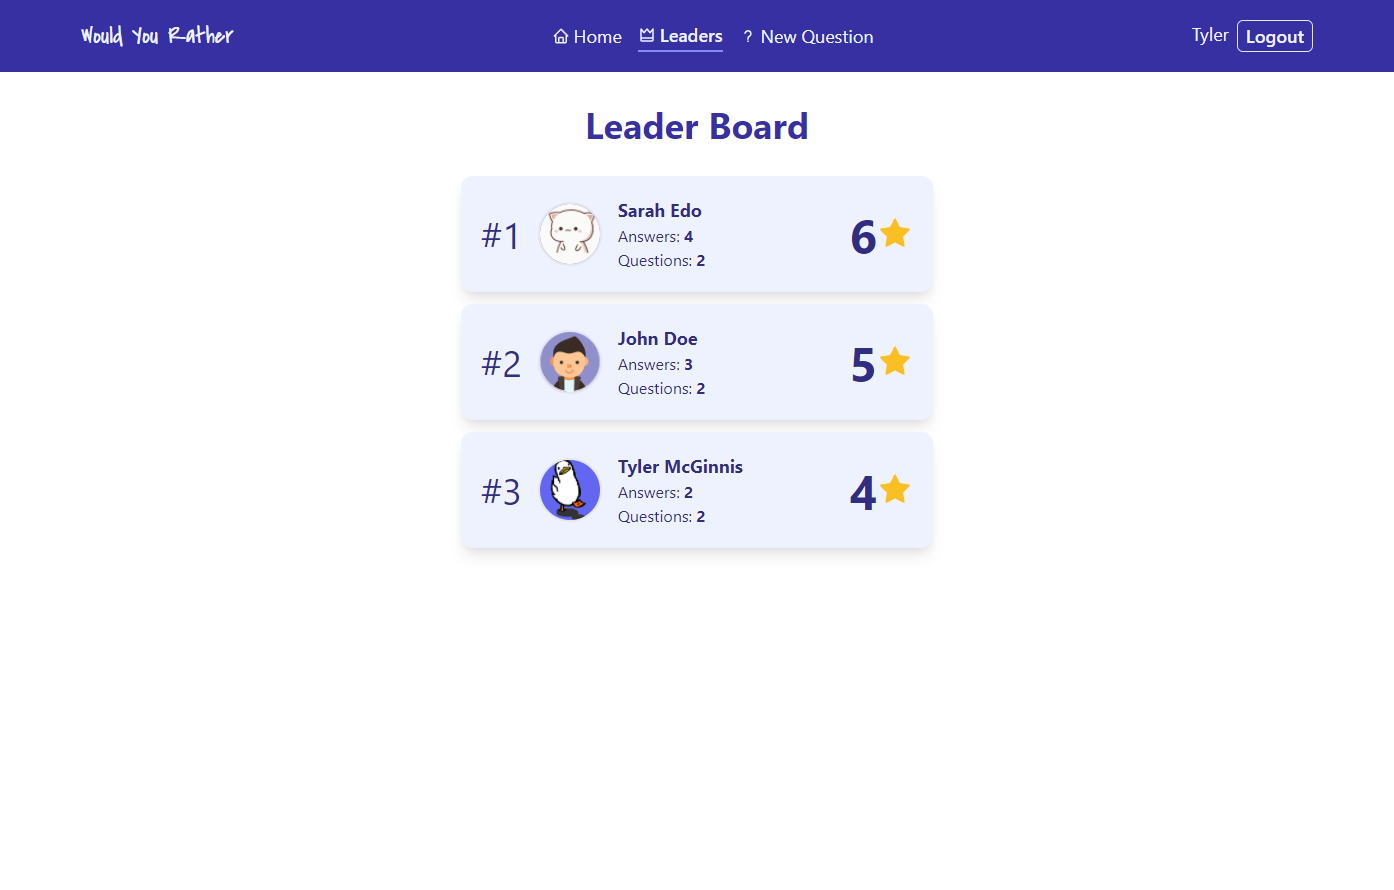 Would You Rather
Home
Leaders
? New Question
Tyler
Logout
Leader Board
#1
Sarah Edo
Answers: 4
Questions: 2
6
#2
John Doe
Answers: 3
Questions: 2
5
#3
Tyler McGinnis
Answers: 2
Questions: 2
4